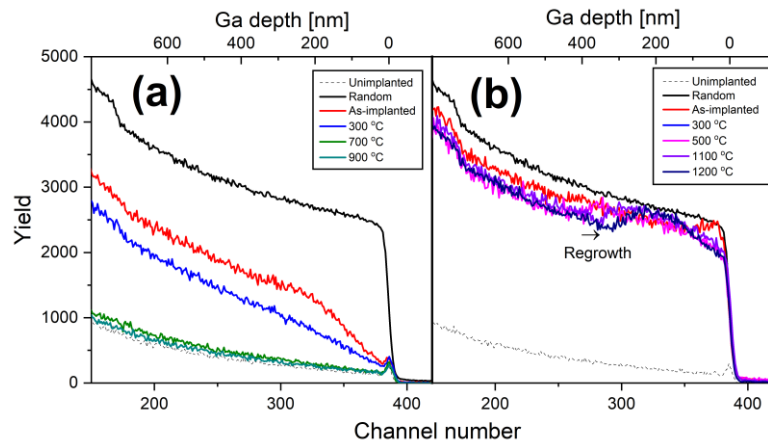 Ga depth [nm]
Ga depth [nm]
600 400 200 0
600 400 200 0
5000
4000
3000
2000
1000
0
Yield
(a)
Unimplanted
Random
As-implanted
300 °C
700 °C
900 °C
(b)
Unimplanted
Random
As-implanted
300 °C
500 °C
1100 °C
1200 °C
→
Regrowth
200 300 400
200 300 400
Channel number
Channel number